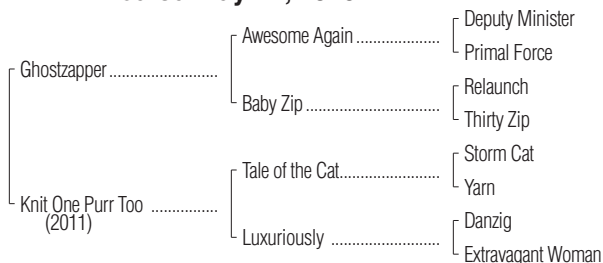 Deputy Minister
Awesome Again ....................
Primal Force
Ghostzapper..........................
Relaunch
Baby Zip ................................
Thirty Zip
Storm Cat
Tale of the Cat........................
Yarn
Knit One Purr Too ................
(2011)
Danzig
Luxuriously ..........................
Extravagant Woman